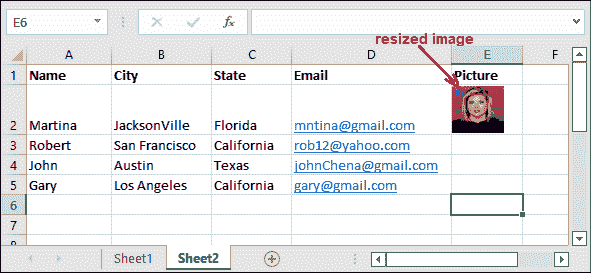 E6
fx
resized image
A B C D E F
1 Name City State Email Picture
2 Martina JacksonVille Florida mntina@gmail.com
3 Robert San Francisco California rob12@yahoo.com
4 John Austin Texas johnChena@gmail.com
5 Gary Los Angeles California gary@gmail.com
6
7
Sheet1 Sheet2